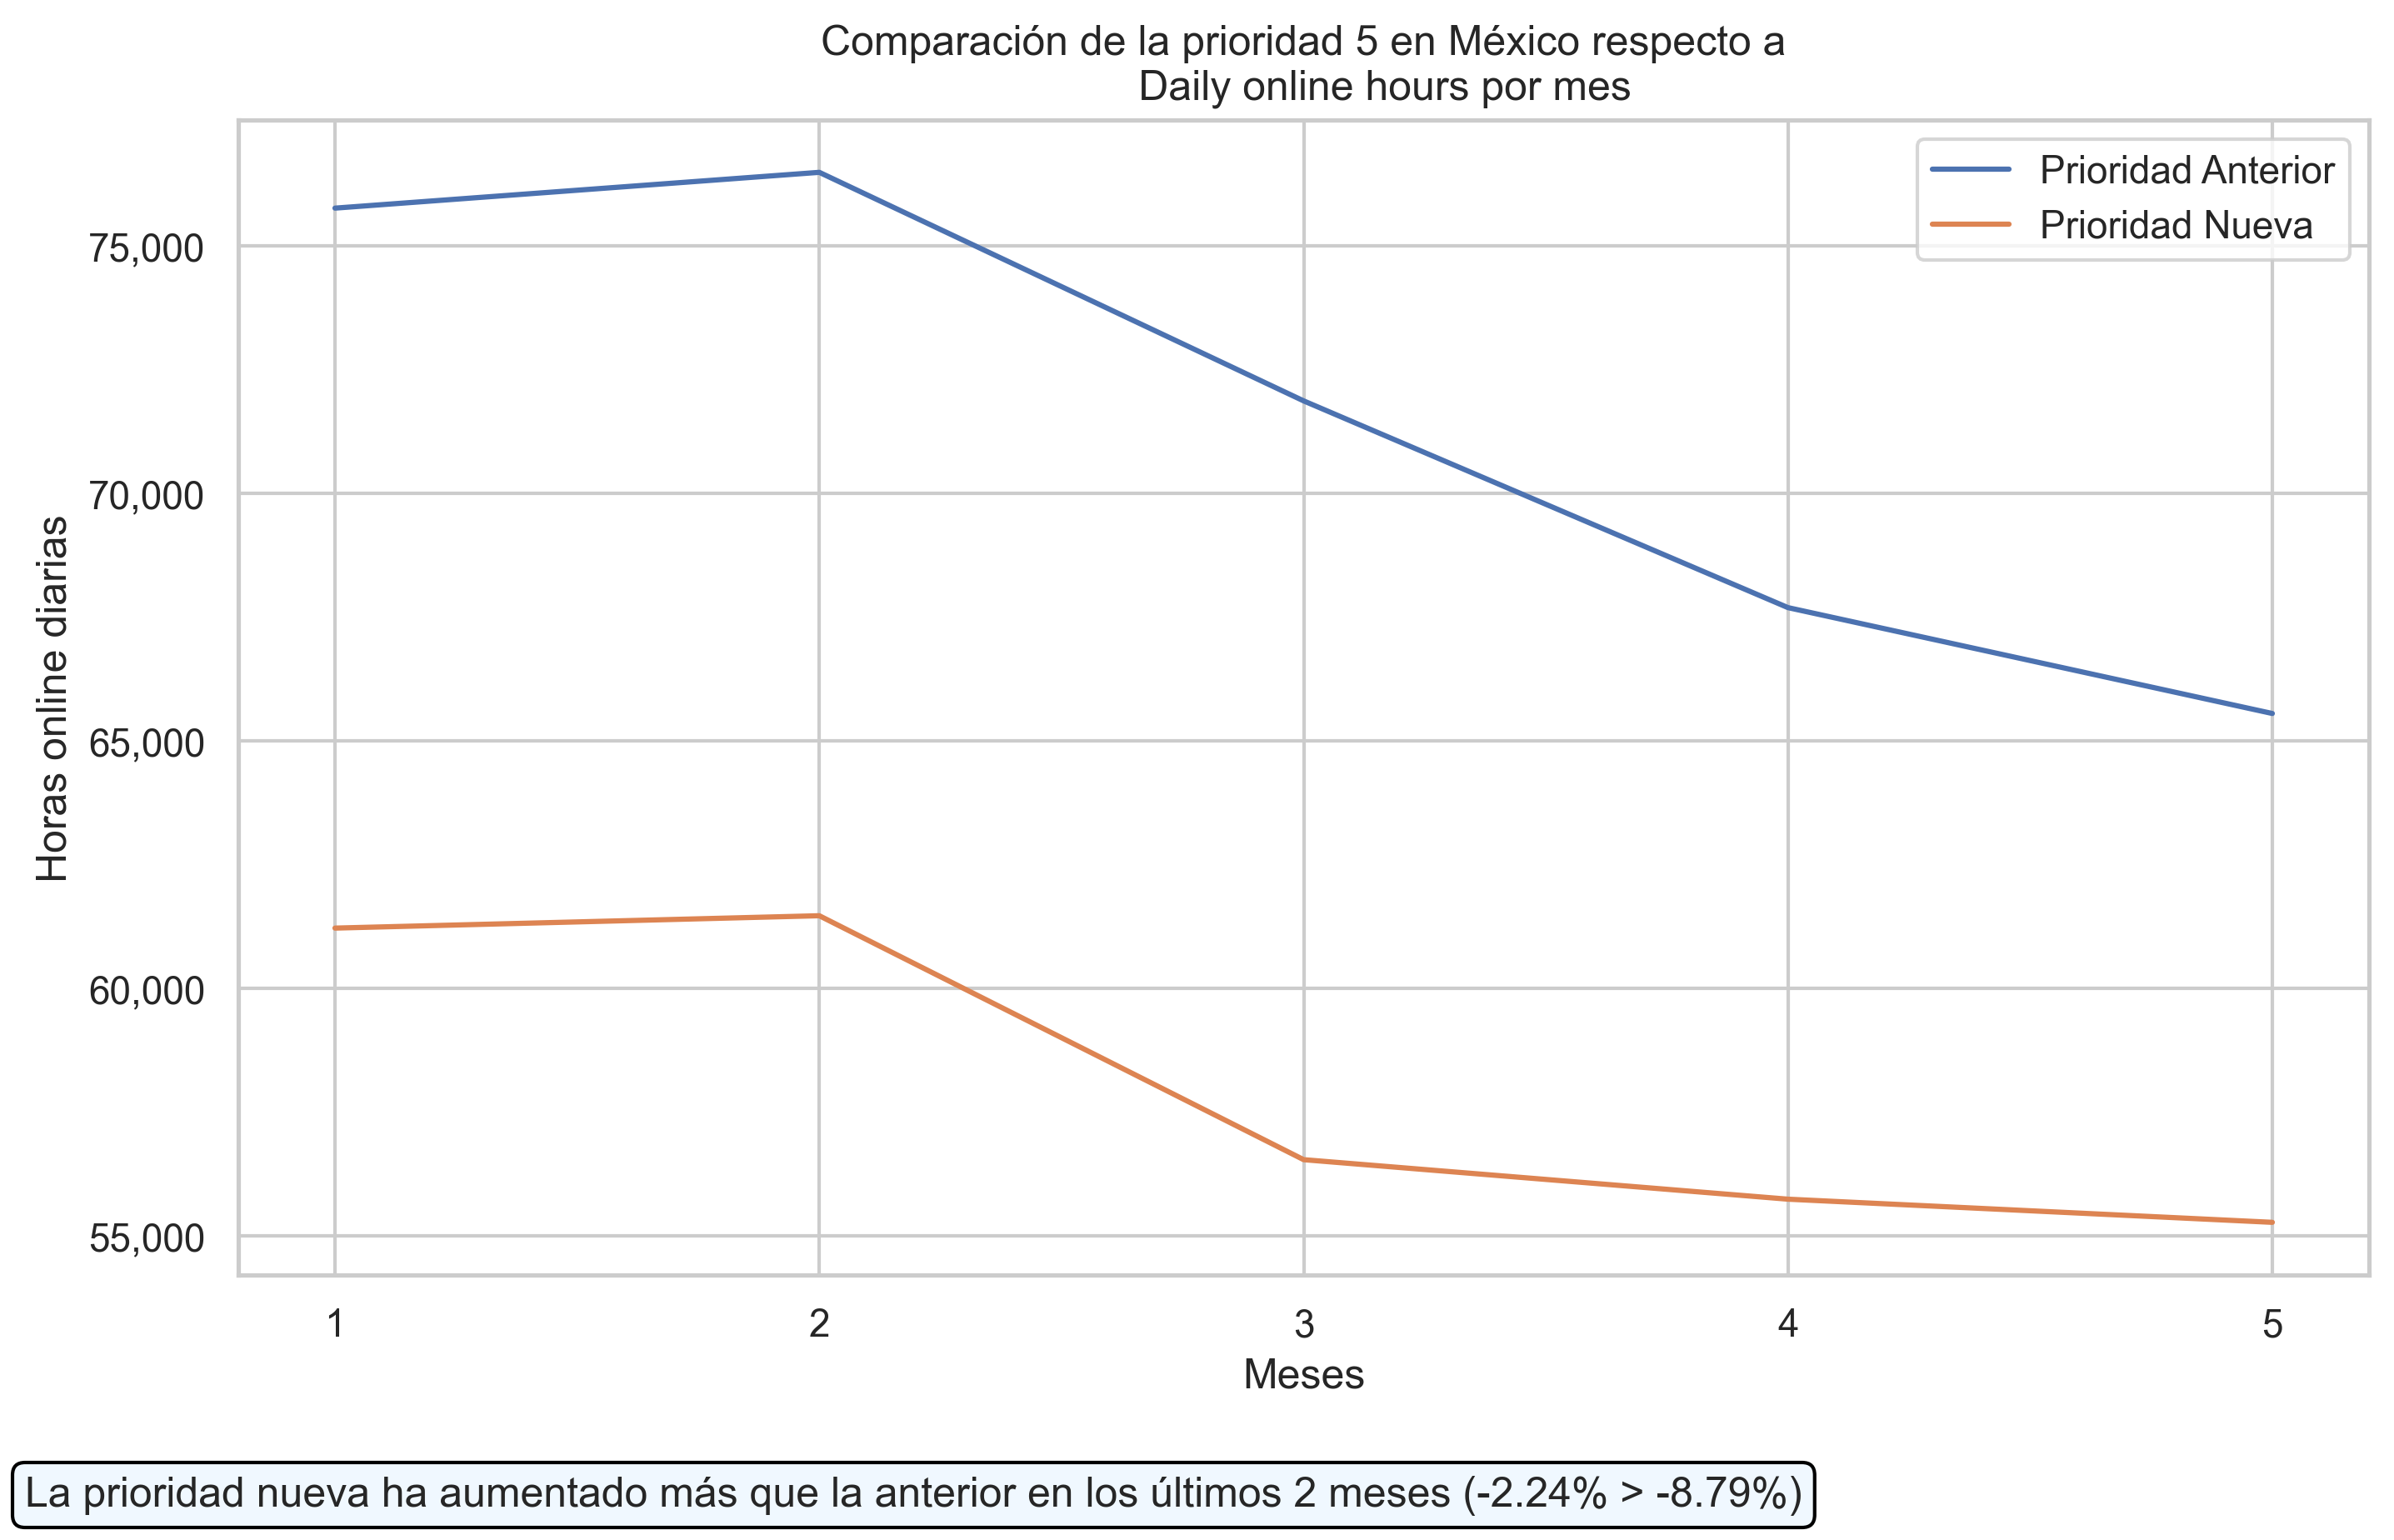 Comparación de la prioridad 5 en México respecto a
Daily online hours por mes
Prioridad Anterior
Prioridad Nueva
Horas online diarias
75,000
70,000
65,000
60,000
55,000
1 2 3 4 5
Meses
La prioridad nueva ha aumentado más que la anterior en los últimos 2 meses (-2.24% > -8.79%)